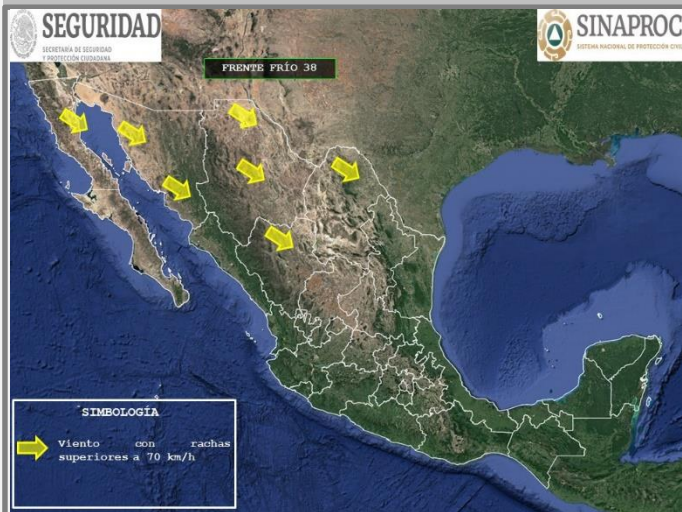 SEGURIDAD
SECRETARÍA DE SEGURIDAD
Y PROTECCIÓN CIUDADANA
SINAPROC
SISTEMA NACIONAL DE PROTECCIÓN CIVIL
FRENTE FRÍO 38
SIMBOLOGÍA
Viento con rachas
superiores a 70 km/h